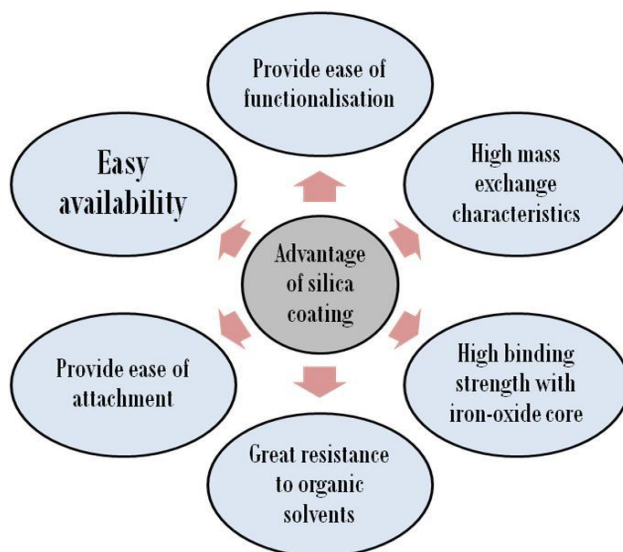 Provide ease of
functionalisation
Easy
availability
High mass
exchange
characteristics
Advantage
of silica
coating
Provide ease of
attachment
High binding
strength with
iron-oxide core
Great resistance
to organic
solvents